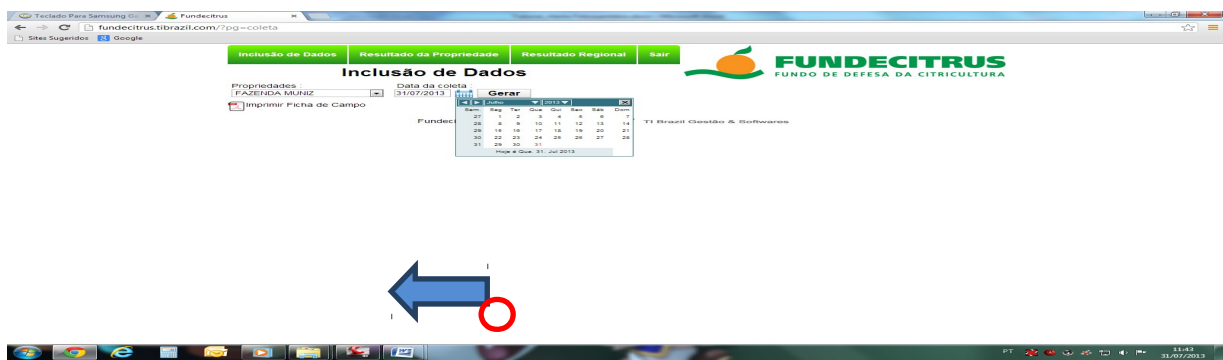 Teclado Para Samsung G
Fundecitrus
fundecitrus.tibrazil.com/?pg=coleta
Sites Sugeridos
Google
Inclusão de Dados
Resultado da Propriedade
Resultado Regional
Sair
FUNDECITRUS
FUNDO DE DEFESA DA CITRICULTURA
Inclusão de Dados
Propriedades :
Data da coleta :
FAZENDA MUNIZ
31/07/2013
Gerar
Imprimir Ficha de Campo
Julho
2013
Sem. Seg Ter Qua Qui Sex Sáb Dom
27 1 2 3 4 5 6 7
28 8 9 10 11 12 13 14
29 15 16 17 18 19 20 21
30 22 23 24 25 26 27 28
31 29 30 31
Hoje é Qua, 31. Jul 2013
Fundeci
TI Brazil Gestão & Softwares
PT
11:43
31/07/2013